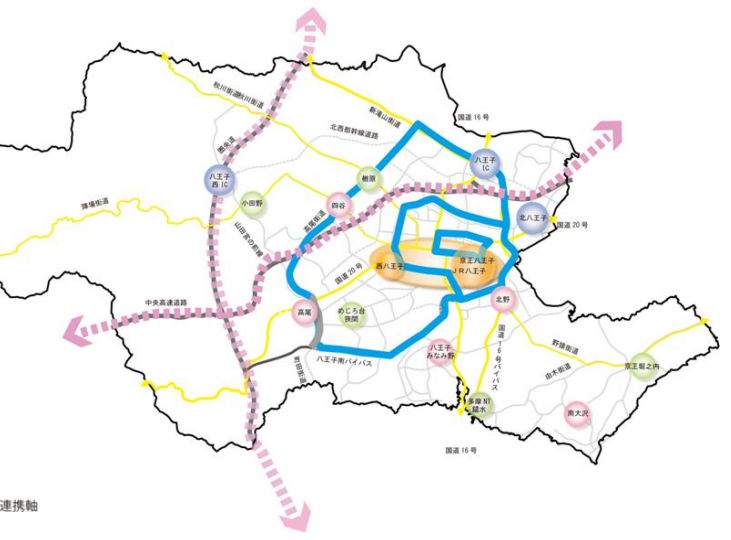 秋川街道秋川街道
新滝山街道
国道16号
北西部幹線道路
圏央道
八王子
IC
八王子
西IC
楢原
小田野
四谷
陣場街道
高尾街道
北八王子
国道20号
山田宮の前線
西八王子
京王八王子
JR八王子
国道20号
中央高速道路
高尾
めじろ台
狭間
北野
八王子
みなみ野
国道16号バイパス
野猿街道
八王子南バイパス
町田街道
由木街道
京王堀之内
多摩NT
鑓水
南大沢
国道16号
連携軸